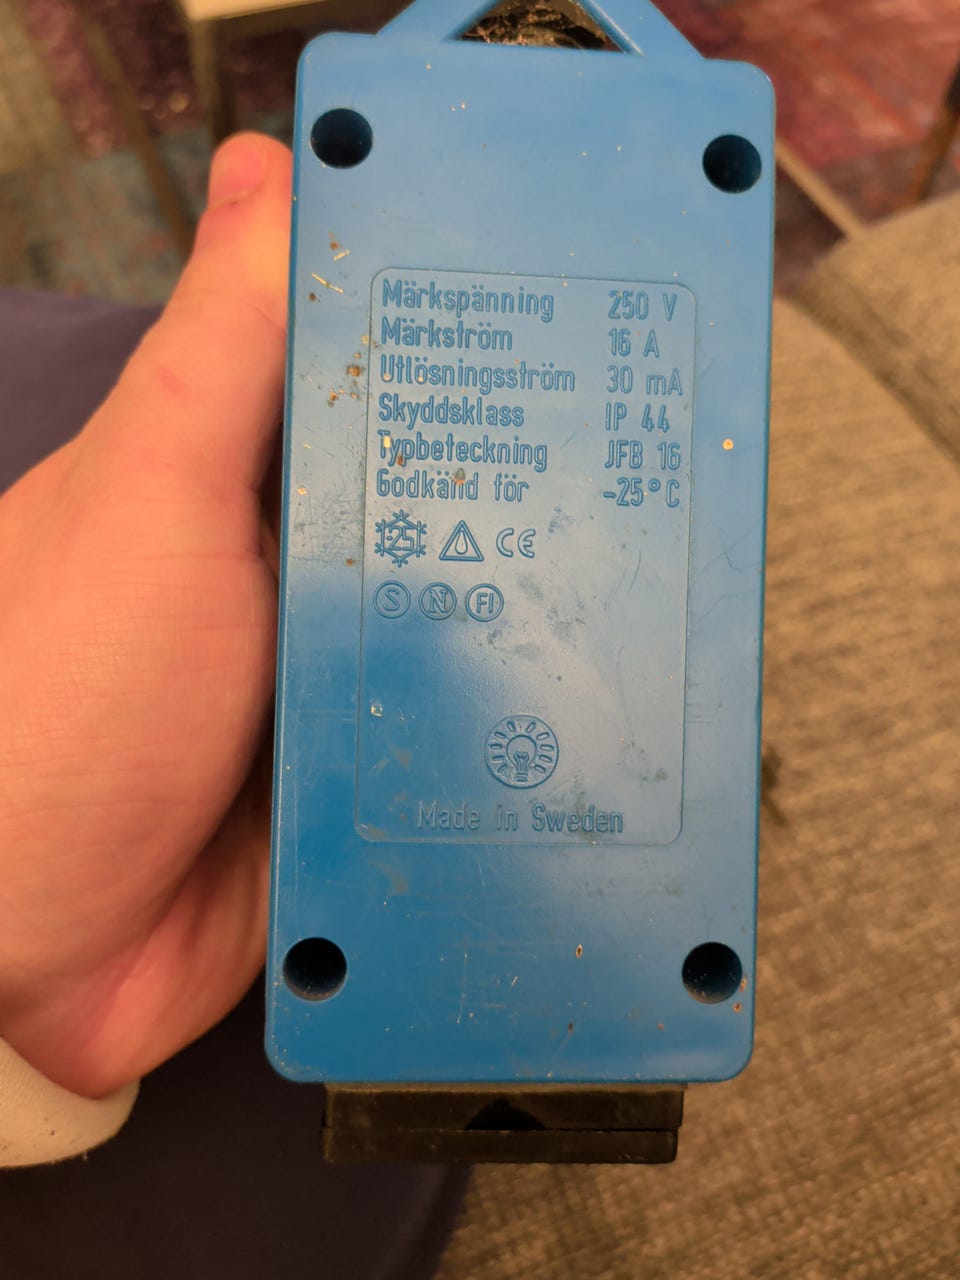 Märkspänning 250 V
Märkström 16 A
Utlösningsström 30 mA
Skyddsklass IP 44
Typbeteckning JFB 16
Godkänd för -25°C
-25 CE
S N FI
Made in Sweden